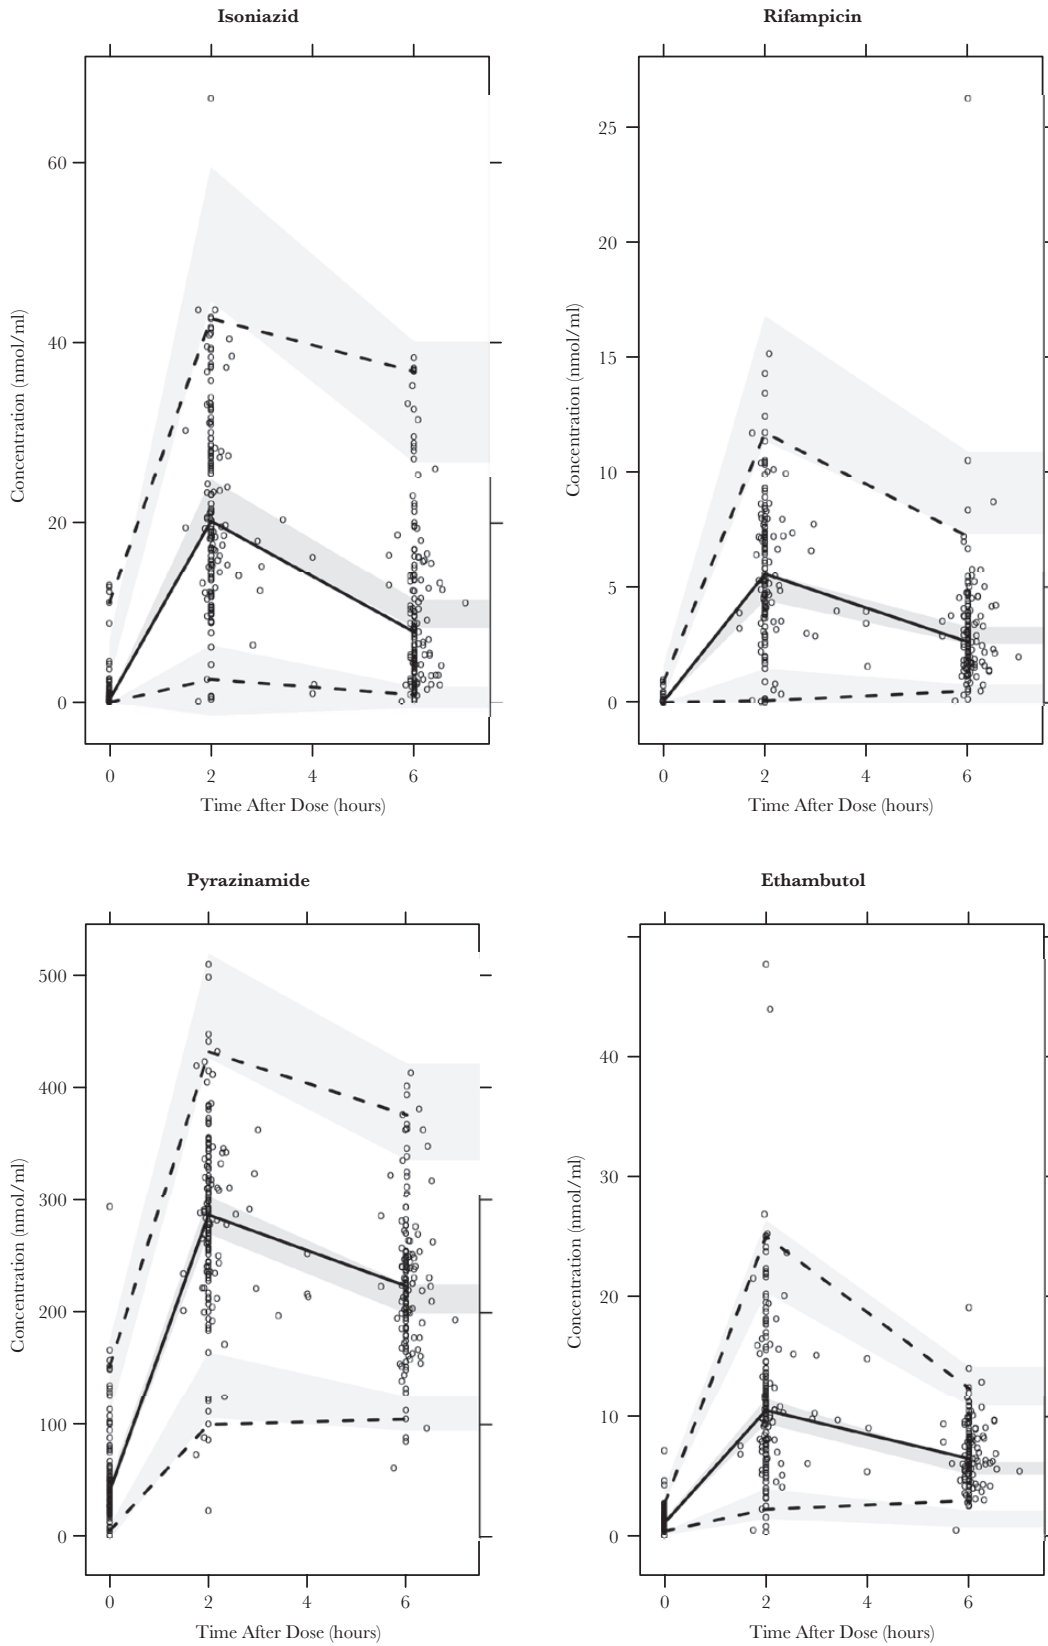 Isoniazid
Rifampicin
60
40
20
0
Concentration (nmol/ml)
0 2 4 6
Time After Dose (hours)
25
20
15
10
5
0
Concentration (nmol/ml)
0 2 4 6
Time After Dose (hours)
Pyrazinamide
Ethambutol
500
400
300
200
100
0
Concentration (nmol/ml)
0 2 4 6
Time After Dose (hours)
40
30
20
10
0
Concentration (nmol/ml)
0 2 4 6
Time After Dose (hours)